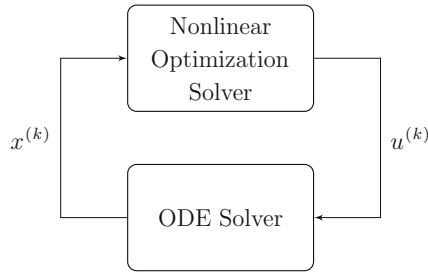 Nonlinear
Optimization
Solver
x^{(k)}
u^{(k)}
ODE Solver